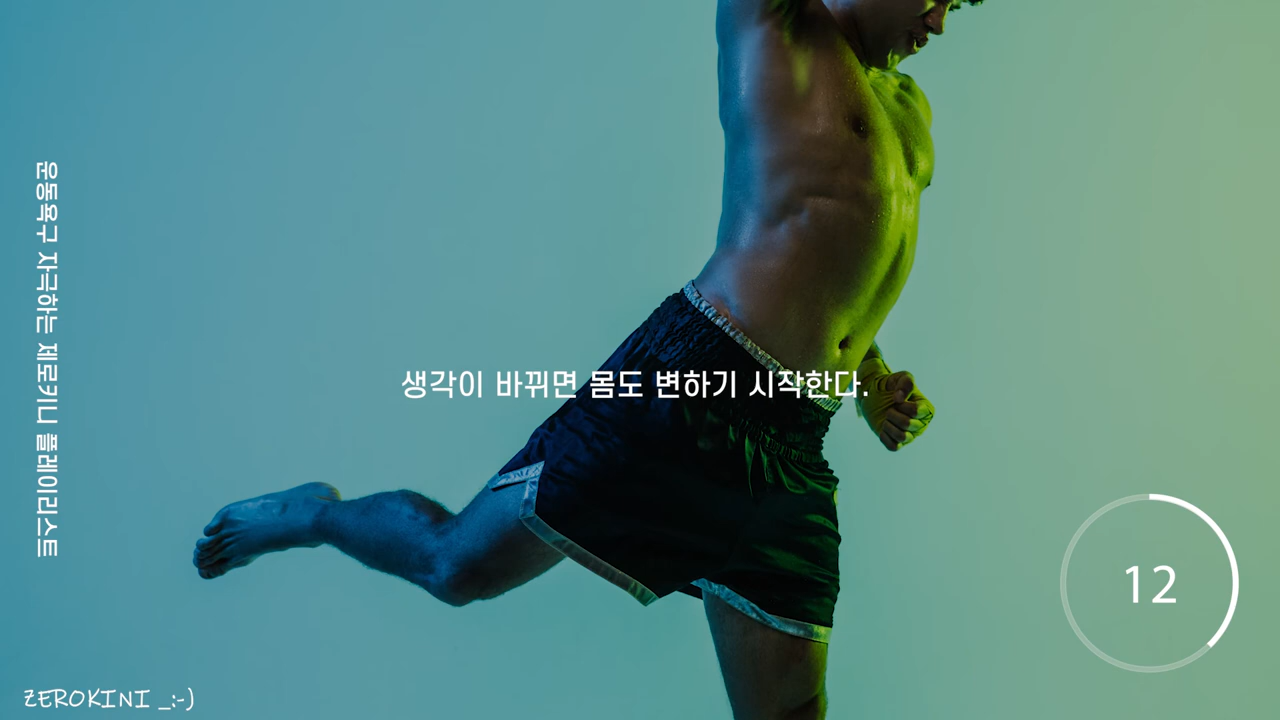 운동욕구 자극하는 제로키니 플레이리스트
생각이 바뀌면 몸도 변하기 시작한다.
12
ZEROKINI _:-)